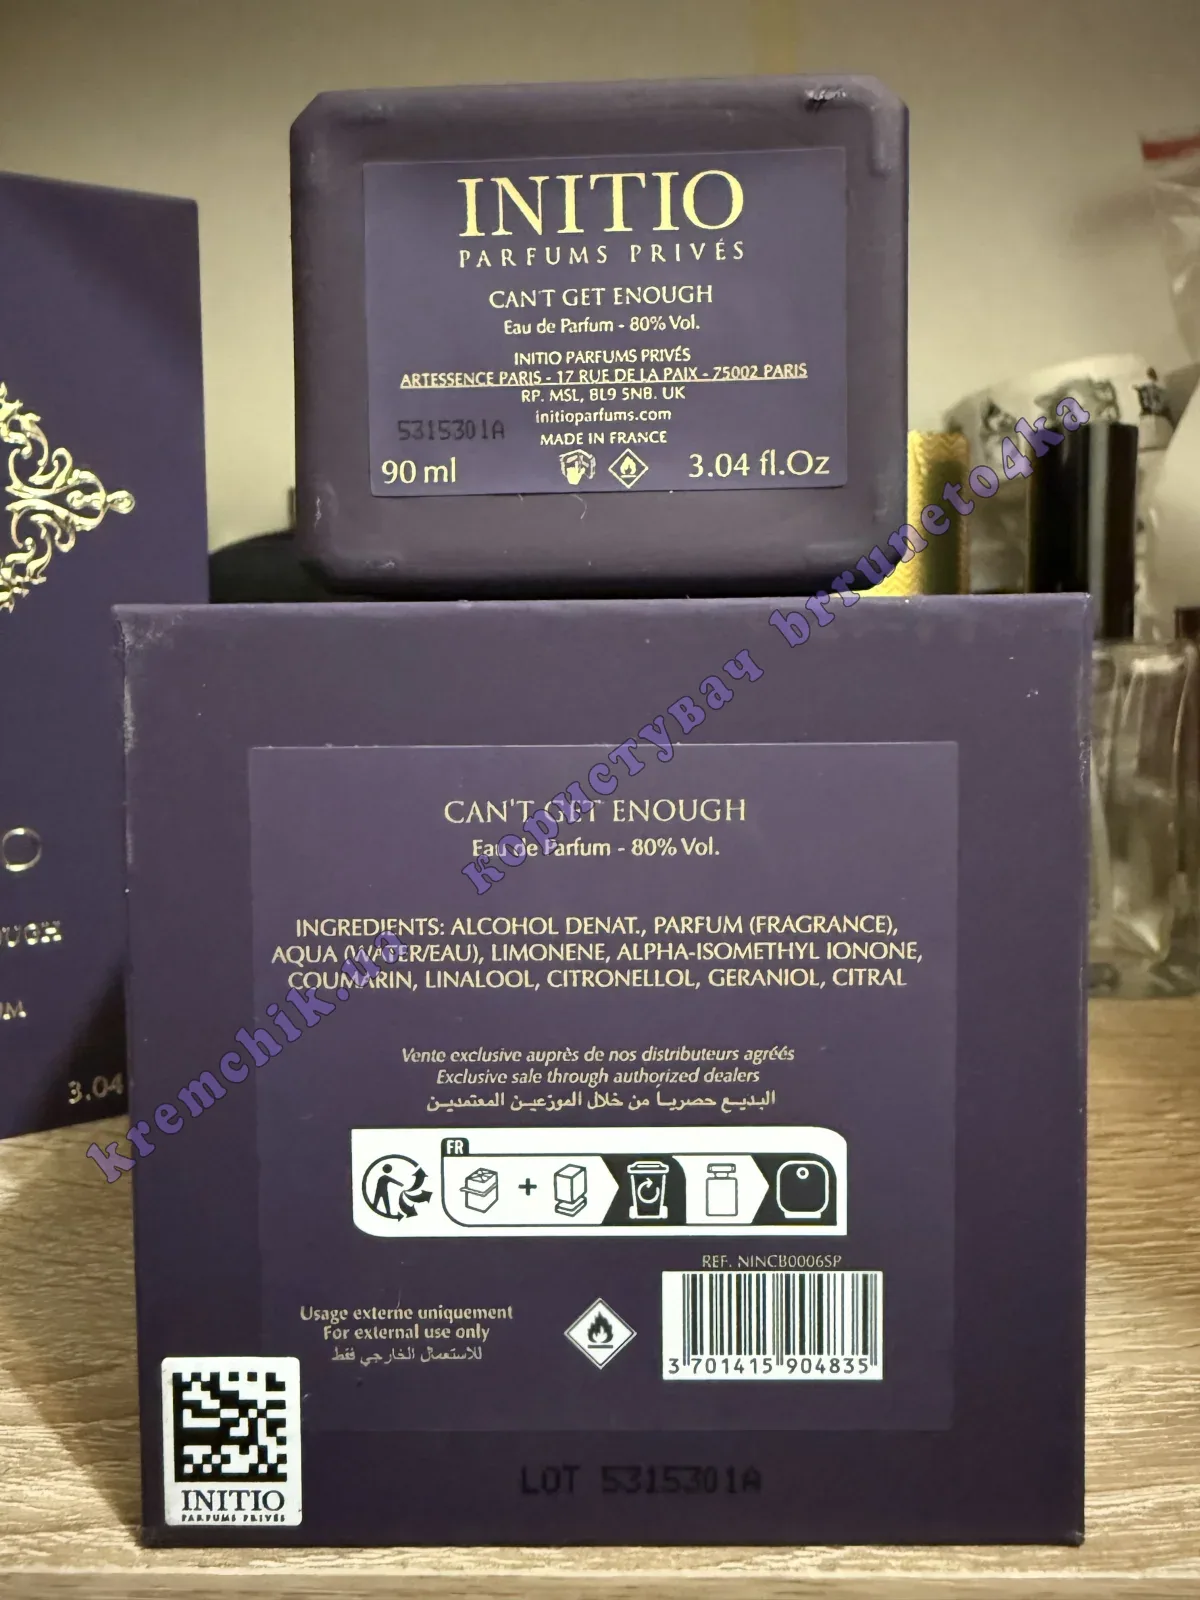 INITIO
PARFUMS PRIVÉS
CAN'T GET ENOUGH
Eau de Parfum - 80% Vol.
INITIO PARFUMS PRIVÉS
ARTESSENCE PARIS - 17 RUE DE LA PAIX - 75002 PARIS
RP. MSL, BL9 5NB. UK
initioparfums.com
5315301A
MADE IN FRANCE
90 ml
3.04 fl.Oz
O
OUGH
UM
3.04
CAN'T GET ENOUGH
Eau de Parfum - 80% Vol.
INGREDIENTS: ALCOHOL DENAT., PARFUM (FRAGRANCE),
AQUA (WATER/EAU), LIMONENE, ALPHA-ISOMETHYL IONONE,
COUMARIN, LINALOOL, CITRONELLOL, GERANIOL, CITRAL
Vente exclusive auprès de nos distributeurs agréés
Exclusive sale through authorized dealers
البديع حصريا من خلال الموزعين المعتمدين
FR
REF. NINCB0006SP
3 701415 904835
Usage externe uniquement
For external use only
للاستعمال الخارجي فقط
INITIO
PARFUMS PRIVÉS
LOT 5315301A
kremchik.ua користувач brruneto4ka